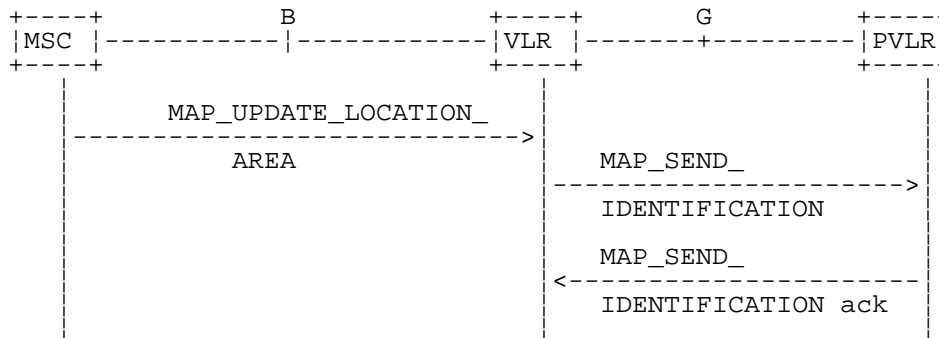 B G
MSC VLR PVLR
MAP_UPDATE_LOCATION_
AREA MAP_SEND_
IDENTIFICATION
MAP_SEND_
IDENTIFICATION ack